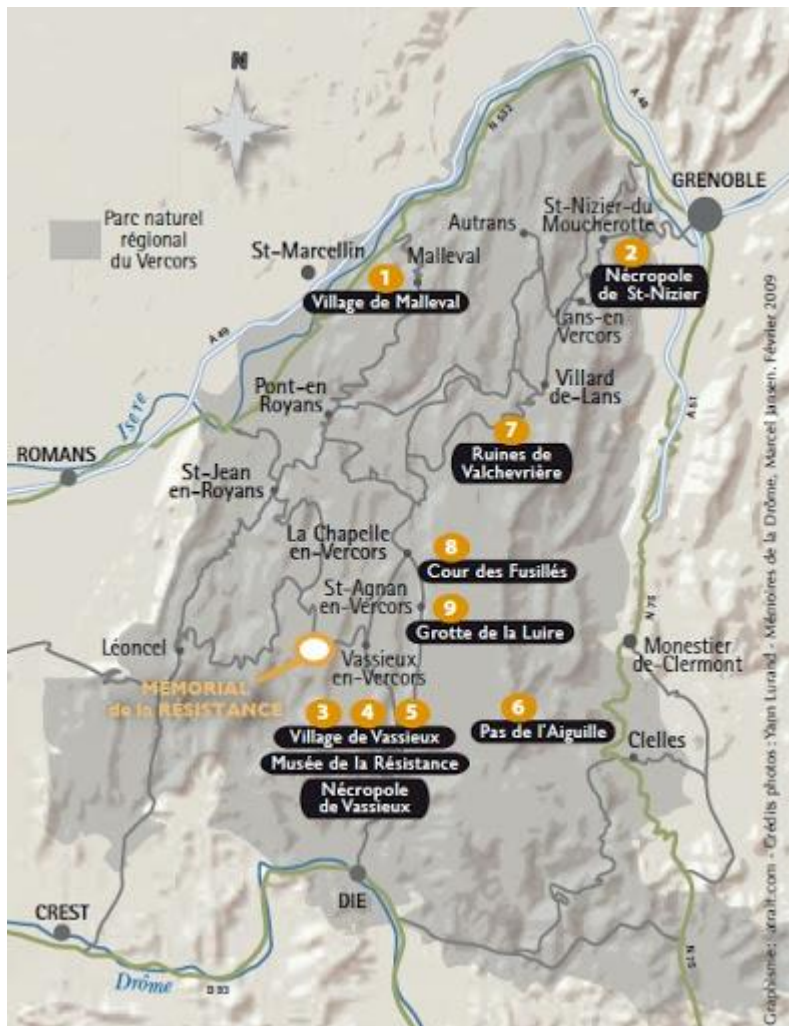 N
A 48
N 532
GRENOBLE
Parc naturel
régional
du Vercors
St-Marcellin
Autrans
St-Nizier-du
Moucherotte
Malleval
1
Village de Malleval
2
Nécropole
de St-Nizier
Lans-en
Vercors
A 49
Isère
Pont-en
Royans
Villard
de-Lans
A 51
ROMANS
7
Ruines de
Valchevrière
St-Jean
en-Royans
La Chapelle
en-Vercors
8
Cour des Fusillés
St-Agnan
en-Vercors
9
Grotte de la Luire
N 75
Léoncel
Vassieux
en-Vercors
Monestier
de-Clermont
MÉMORIAL
de la RÉSISTANCE
3 4 5
Village de Vassieux
Musée de la Résistance
Nécropole
de Vassieux
6
Pas de l'Aiguille
Clelles
DIE
CREST
Drôme
D 93
N 75
Graphisme : atrait.com - Crédits photos : Yann Lurand - Mémoires de la Drôme, Marcel Jansen, Février 2009